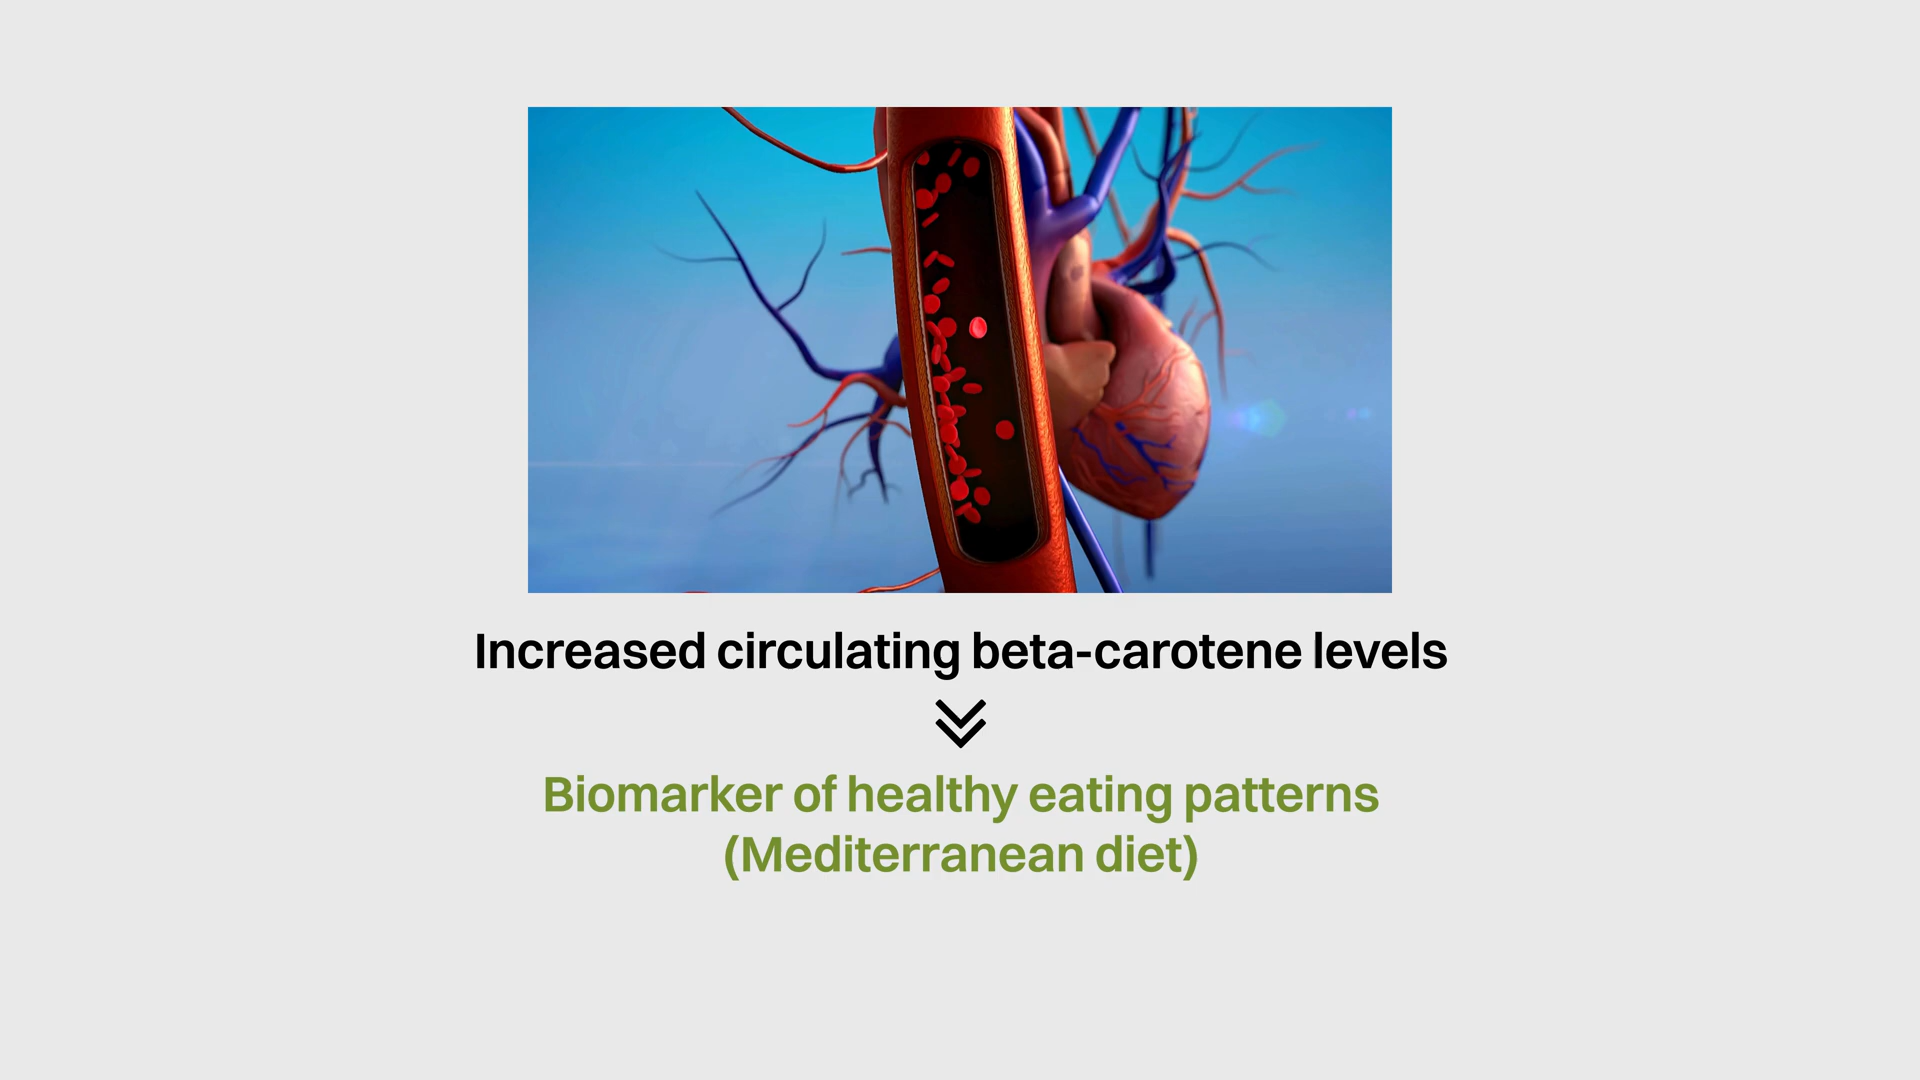 Increased circulating beta-carotene levels
Biomarker of healthy eating patterns
(Mediterranean diet)